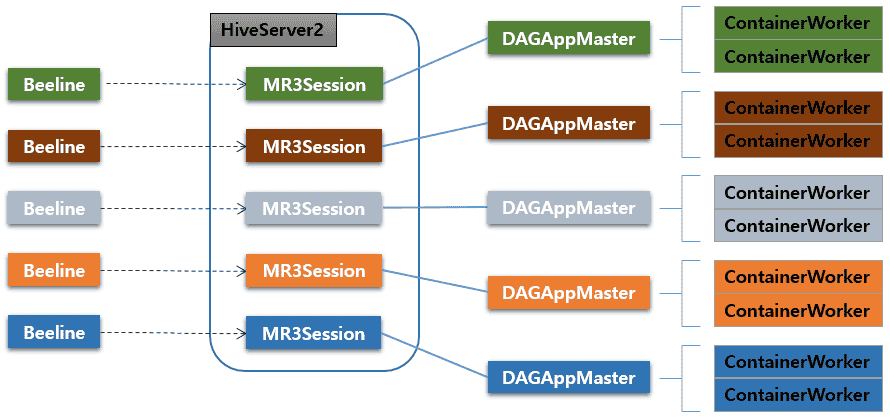 HiveServer2
Beeline
MR3Session
DAGAppMaster
ContainerWorker
ContainerWorker
Beeline
MR3Session
DAGAppMaster
ContainerWorker
ContainerWorker
Beeline
MR3Session
DAGAppMaster
ContainerWorker
ContainerWorker
Beeline
MR3Session
DAGAppMaster
ContainerWorker
ContainerWorker
Beeline
MR3Session
DAGAppMaster
ContainerWorker
ContainerWorker